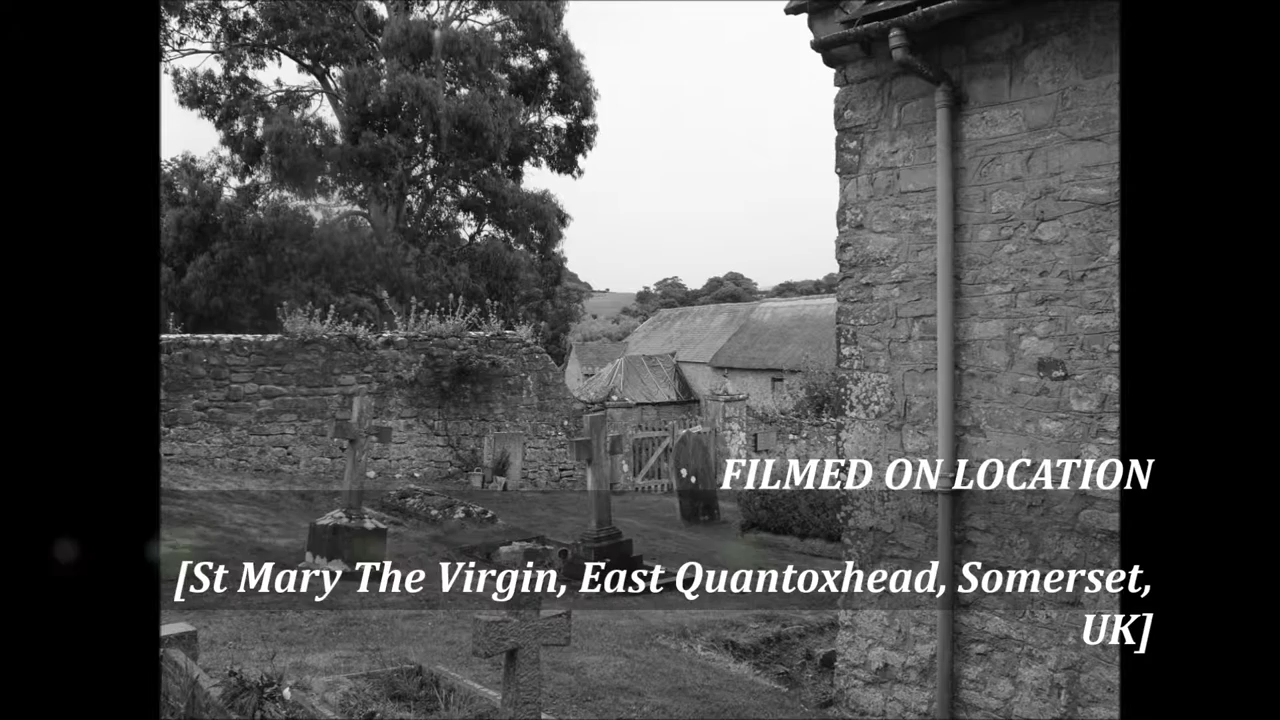 FILMED ON LOCATION
[St Mary The Virgin, East Quantoxhead, Somerset,
UK]